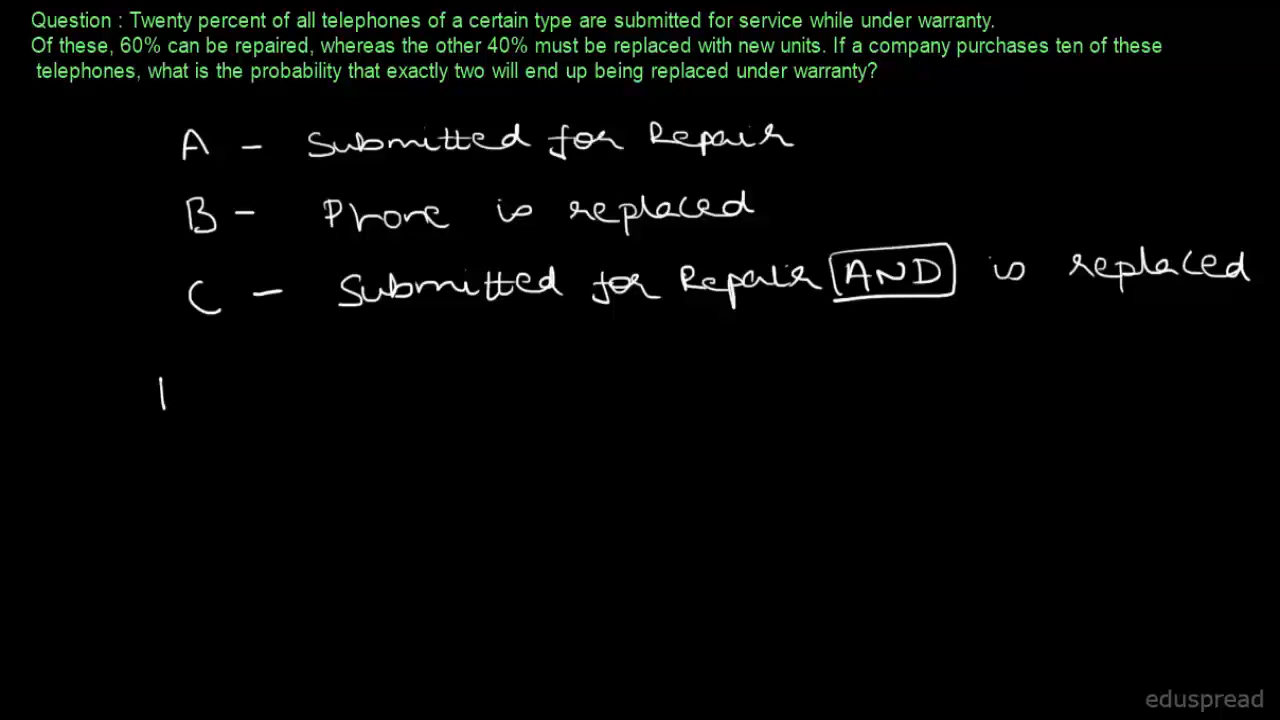 Question : Twenty percent of all telephones of a certain type are submitted for service while under warranty.
Of these, 60% can be repaired, whereas the other 40% must be replaced with new units. If a company purchases ten of these
telephones, what is the probability that exactly two will end up being replaced under warranty?
A - Submitted for Repair
B - Phone is replaced
C - Submitted for Repair AND is replaced
eduspread